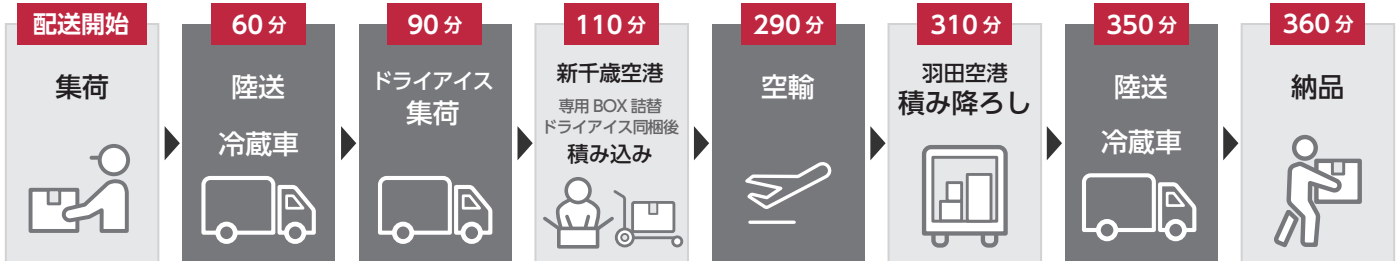 配送開始
集荷
60分
陸送
冷蔵車
90分
ドライアイス
集荷
110分
新千歳空港
専用BOX詰替
ドライアイス同梱後
積み込み
290分
空輸
310分
羽田空港
積み降ろし
350分
陸送
冷蔵車
360分
納品